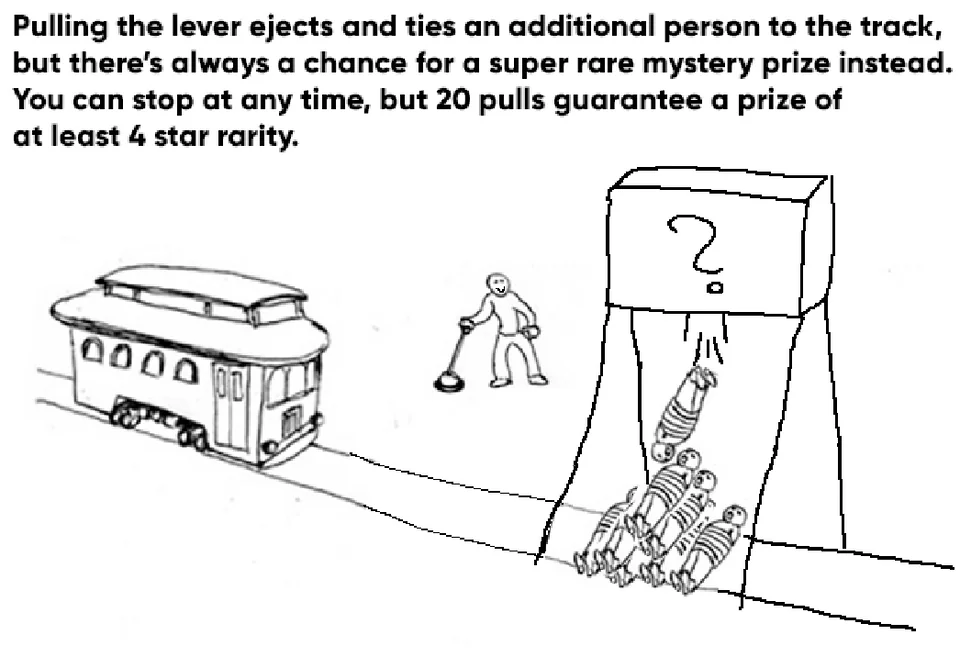 Pulling the lever ejects and ties an additional person to the track,
but there's always a chance for a super rare mystery prize instead.
You can stop at any time, but 20 pulls guarantee a prize of
at least 4 star rarity.
?